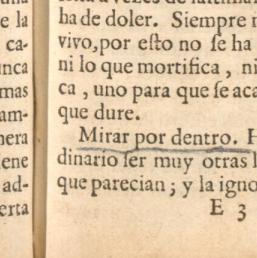 e la
ca-
unca
mas
am-
nera
iene
ad-
erta
ha de doler. Siempre
vivo, por eſto no ſe ha
ni lo que mortifica, ni
ca, uno para que ſe aca
que dure.
Mirar por dentro. H
dinario ſer muy otras l
que parecian; y la igno
E 3